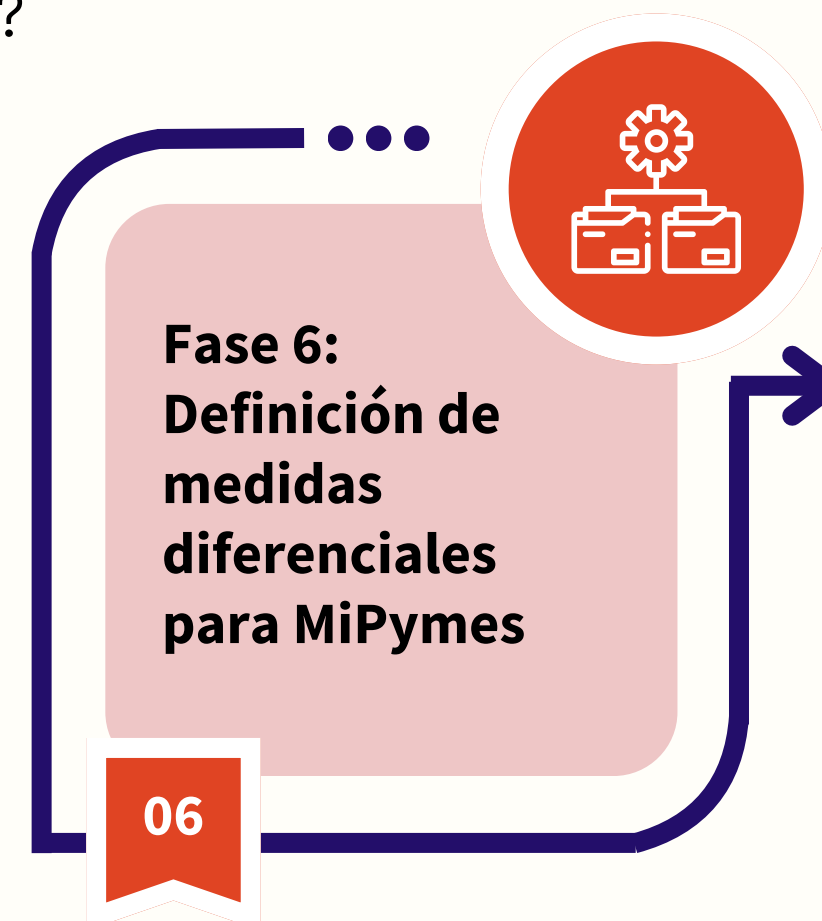 ?
Fase 6:
Definición de
medidas
diferenciales
para MiPymes
06